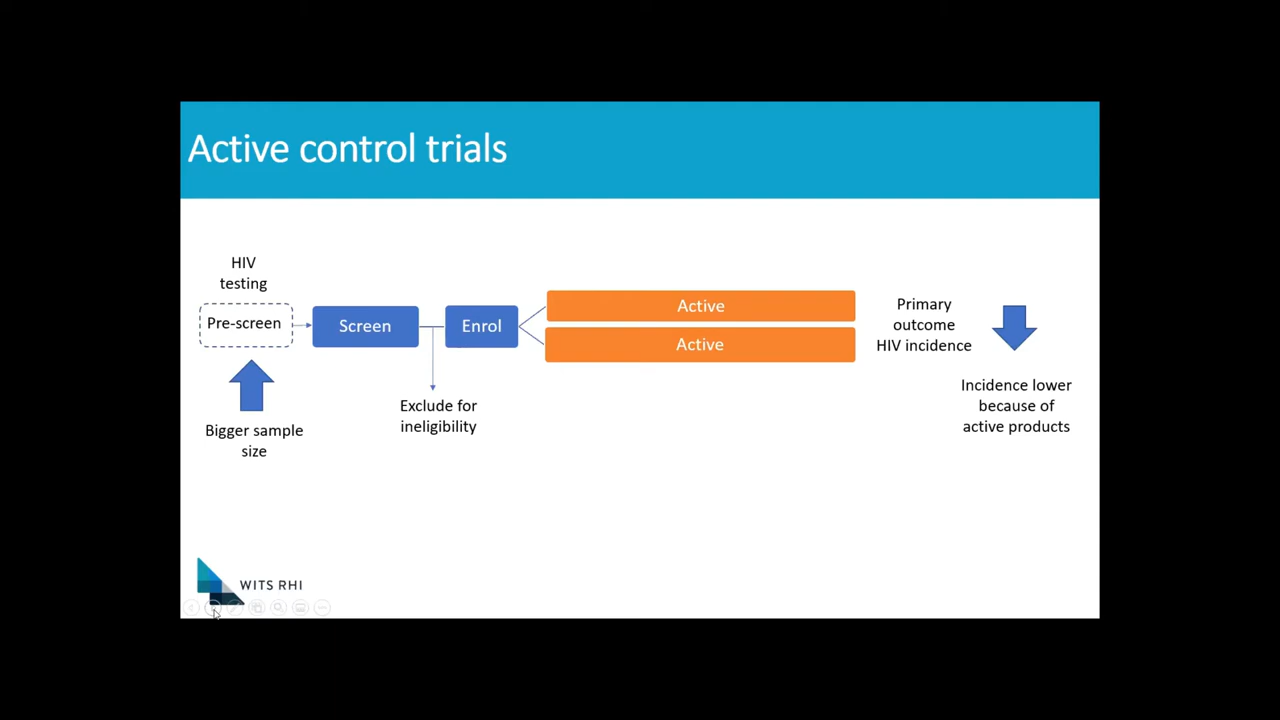 Active control trials
HIV
testing
Pre-screen
Screen
Enrol
Active
Active
Primary
outcome
HIV incidence
Exclude for
ineligibility
Bigger sample
size
Incidence lower
because of
active products
WITS RHI